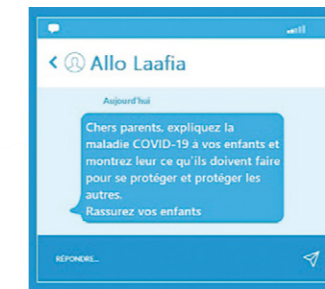 Allo Laafia
Aujourd'hui
Chers parents, expliquez la
maladie COVID-19 à vos enfants et
montrez leur ce qu'ils doivent faire
pour se protéger et protéger les
autres.
Rassurez vos enfants
RÉPONDRE...